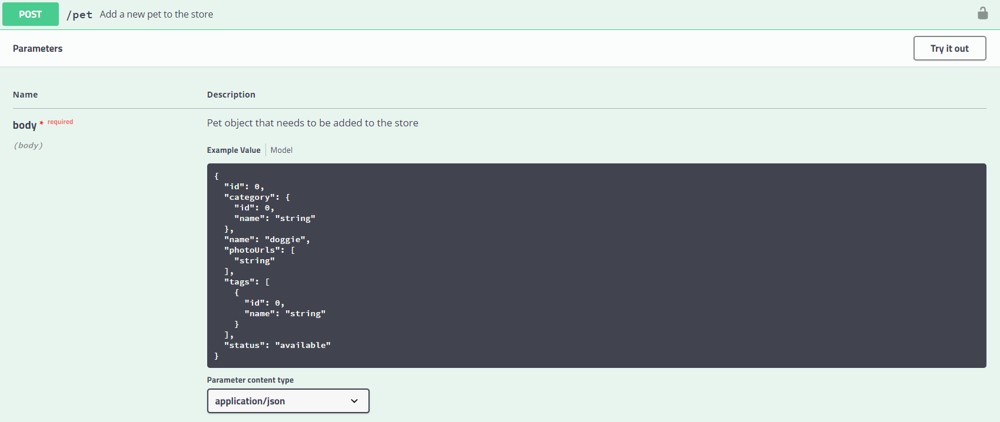 POST /pet Add a new pet to the store
Parameters
Try it out
Name Description
body * required
(body)
Pet object that needs to be added to the store
Example Value Model
{
  "id": 0,
  "category": {
    "id": 0,
    "name": "string"
  },
  "name": "doggie",
  "photoUrls": [
    "string"
  ],
  "tags": [
    {
      "id": 0,
      "name": "string"
    }
  ],
  "status": "available"
}
Parameter content type
application/json